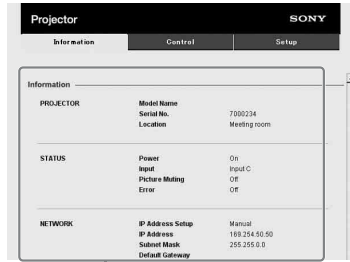 Projector SONY
Information Control Setup
Information
PROJECTOR Model Name
Serial No. 7000234
Location Meeting room
STATUS Power On
Input Input C
Picture Muting Off
Error Off
NETWORK IP Address Setup Manual
IP Address 169.254.50.50
Subnet Mask 255.255.0.0
Default Gateway